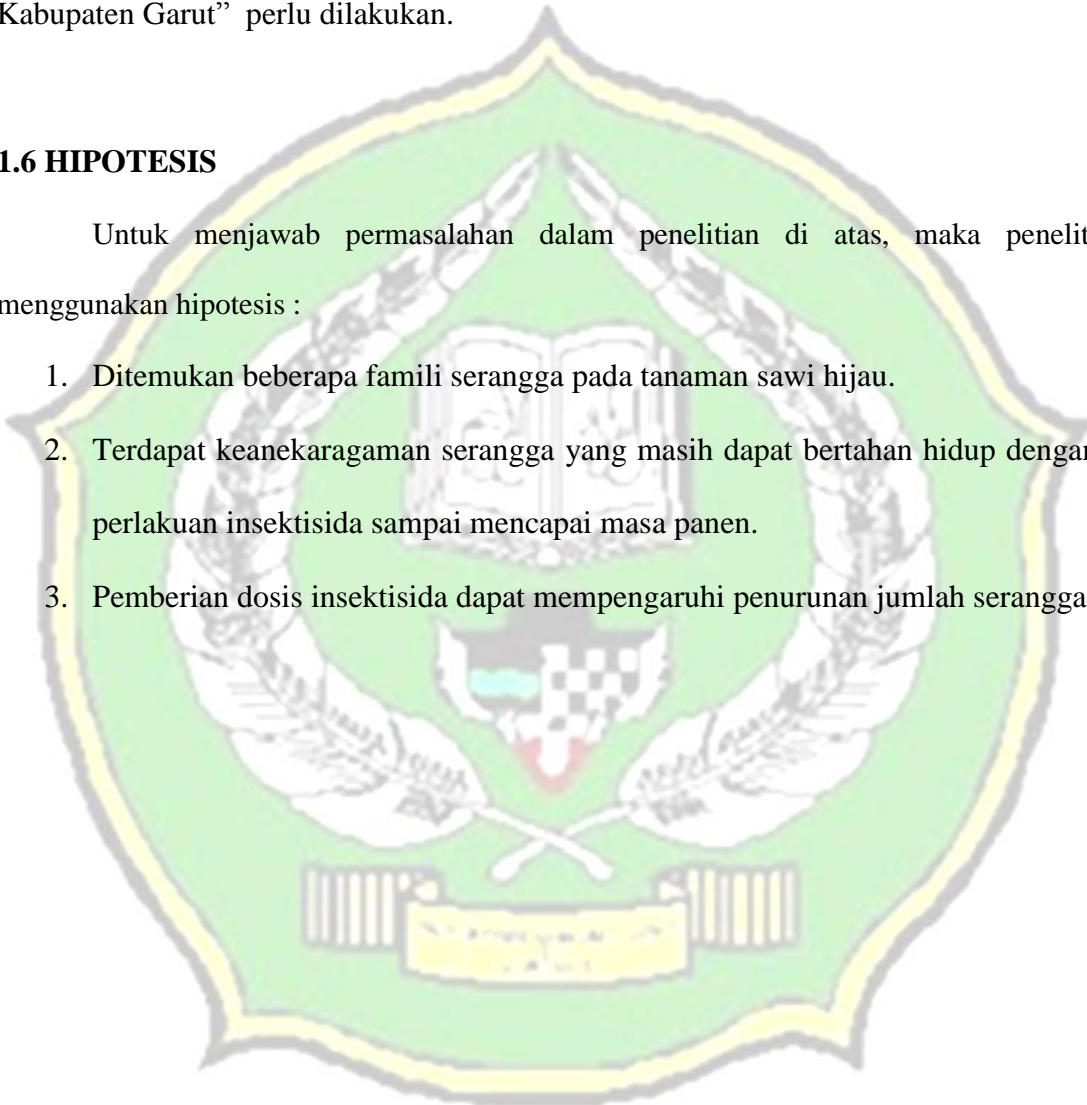 Kabupaten Garut” perlu dilakukan.
1.6 HIPOTESIS
Untuk menjawab permasalahan dalam penelitian di atas, maka penelit
menggunakan hipotesis :
1. Ditemukan beberapa famili serangga pada tanaman sawi hijau.
2. Terdapat keanekaragaman serangga yang masih dapat bertahan hidup dengan
perlakuan insektisida sampai mencapai masa panen.
3. Pemberian dosis insektisida dapat mempengaruhi penurunan jumlah serangga